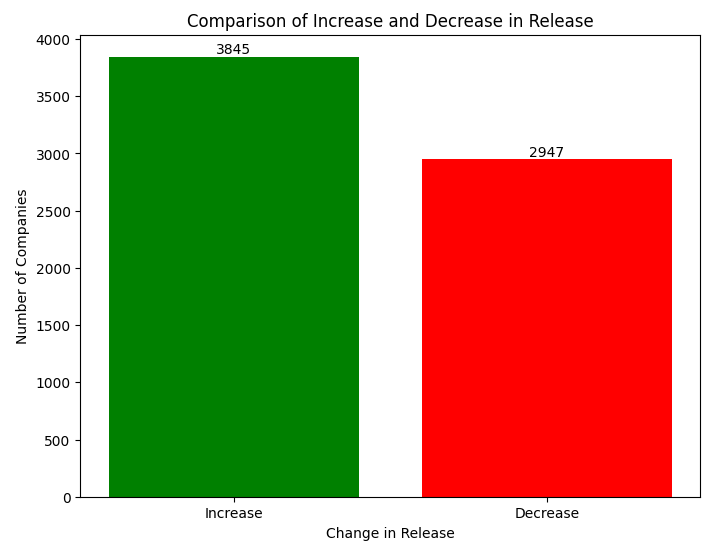 Comparison of Increase and Decrease in Release
4000
3500
3000
2500
2000
1500
1000
500
0
Number of Companies
3845
2947
Increase
Decrease
Change in Release